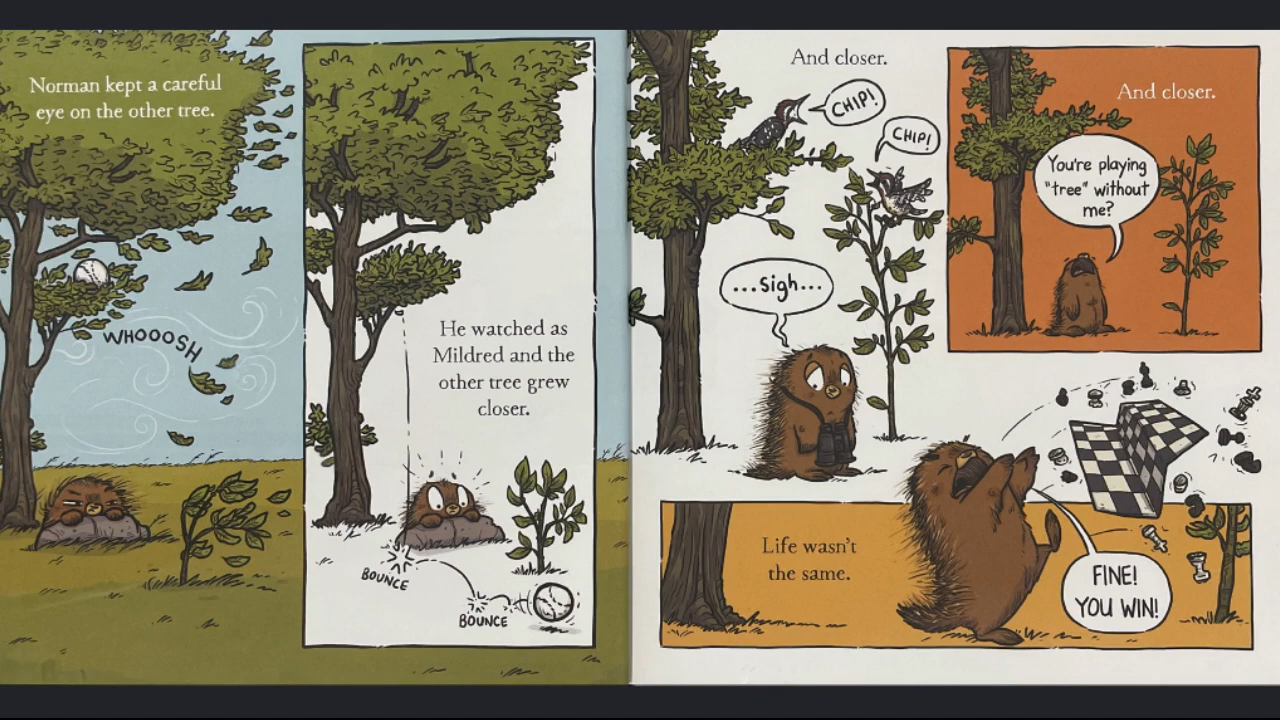 Norman kept a careful
eye on the other tree.
WHOOOSH
He watched as
Mildred and the
other tree grew
closer.
BOUNCE
BOUNCE
And closer.
CHIP!
CHIP!
...sigh...
And closer.
You're playing
"tree" without
me?
Life wasn't
the same.
FINE!
YOU WIN!